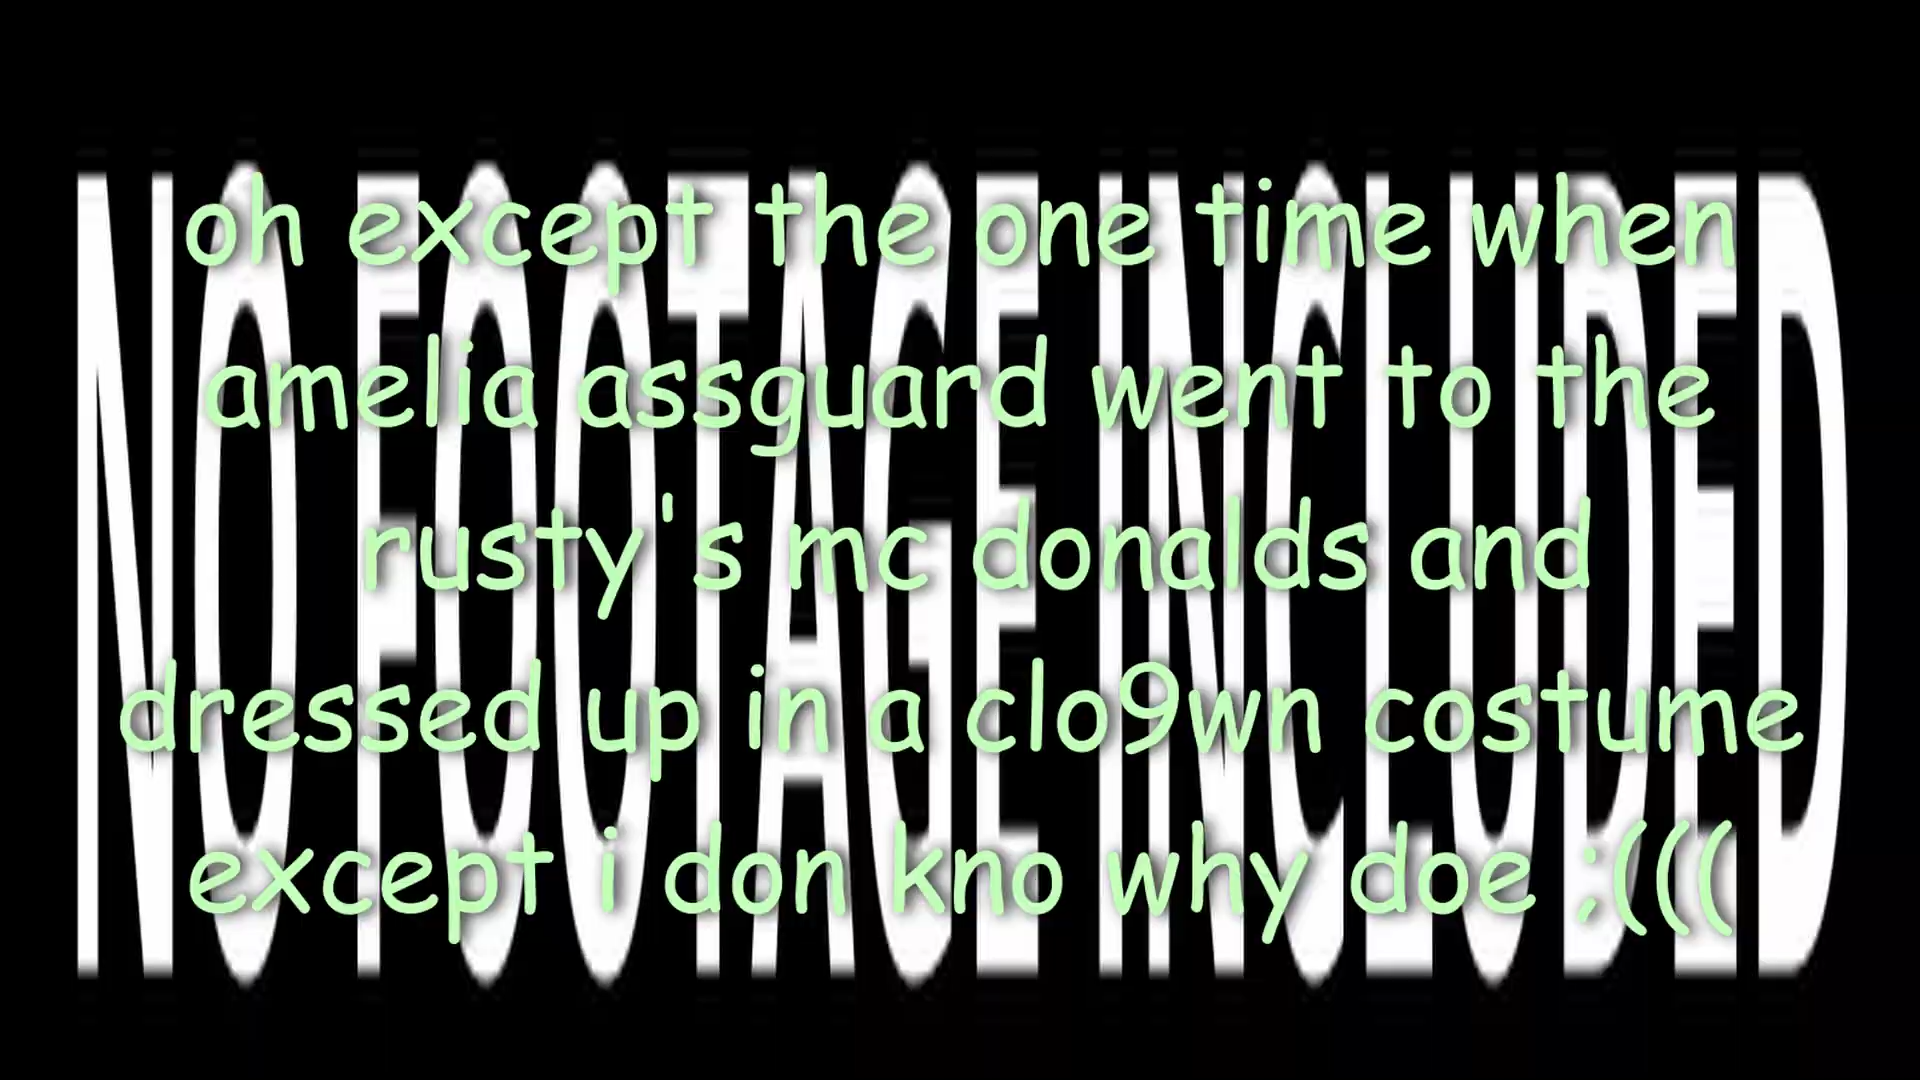 NO FOOTAGE INCLUDED
oh except the one time when
amelia assguard went to the
rusty's mc donalds and
dressed up in a clo9wn costume
except i don kno why doe ;(((